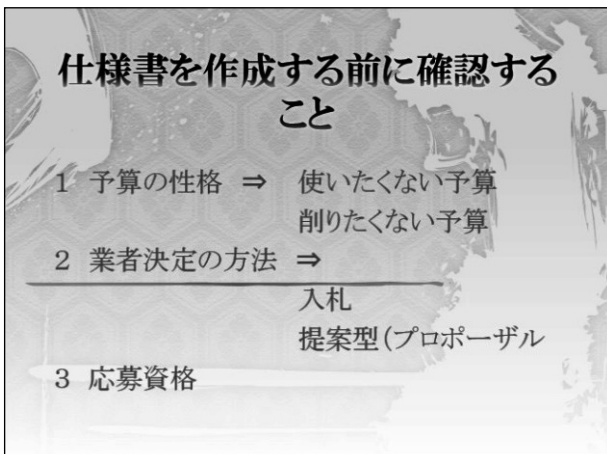 仕様書を作成する前に確認する
こと
1 予算の性格 ⇒ 使いたくない予算
削りたくない予算
2 業者決定の方法 ⇒
入札
提案型(プロポーザル
3 応募資格